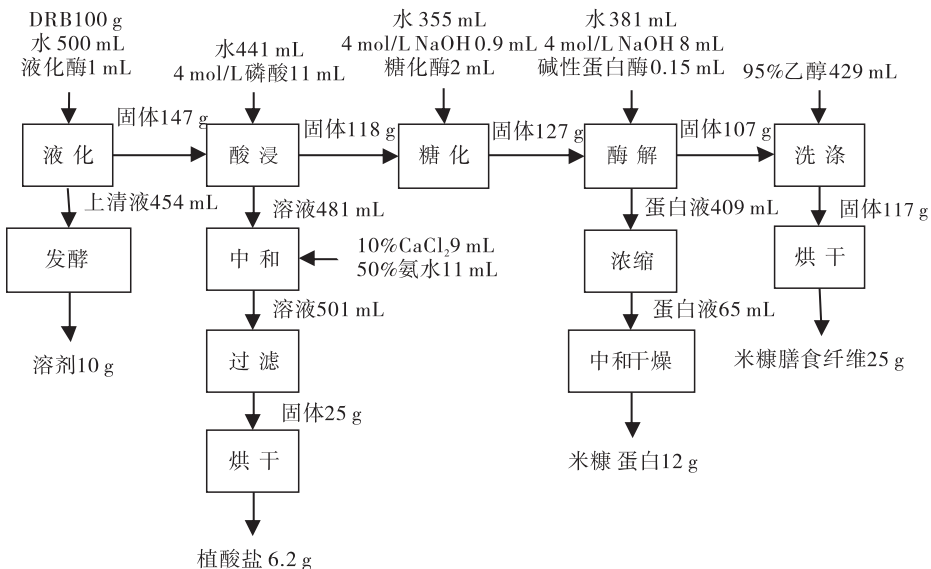 DRB100 g
水 500 mL
液化酶1 mL
水441 mL
4 mol/L磷酸11 mL
水 355 mL
4 mol/L NaOH 0.9 mL
糖化酶2 mL
水 381 mL
4 mol/L NaOH 8 mL
碱性蛋白酶0.15 mL
95%乙醇429 mL
液 化
固体147 g
酸 浸
固体118 g
糖 化
固体127 g
酶 解
固体107 g
洗 涤
上清液454 mL
溶液481 mL
蛋白液409 mL
固体117 g
发酵
中 和
10%CaCl₂9 mL
50%氨水11 mL
浓缩
烘 干
溶液501 mL
蛋白液65 mL
溶剂10 g
过 滤
中和干燥
米糠膳食纤维25 g
固体25 g
烘 干
米糠 蛋白12 g
植酸盐 6.2 g